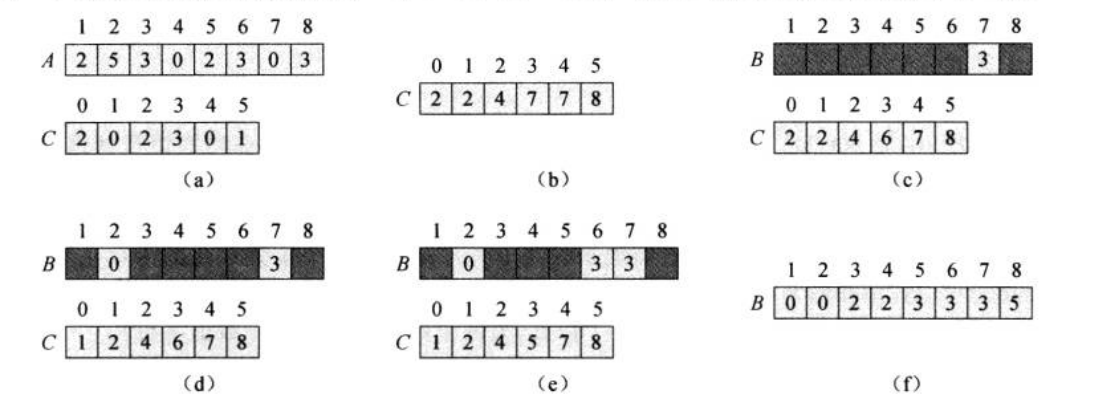 1 2 3 4 5 6 7 8
A 2 5 3 0 2 3 0 3
0 1 2 3 4 5
C 2 0 2 3 0 1
(a)
0 1 2 3 4 5
C 2 2 4 7 7 8
(b)
1 2 3 4 5 6 7 8
B 3
0 1 2 3 4 5
C 2 2 4 6 7 8
(c)
1 2 3 4 5 6 7 8
B 0 3
0 1 2 3 4 5
C 1 2 4 6 7 8
(d)
1 2 3 4 5 6 7 8
B 0 3 3
0 1 2 3 4 5
C 1 2 4 5 7 8
(e)
1 2 3 4 5 6 7 8
B 0 0 2 2 3 3 3 5
(f)